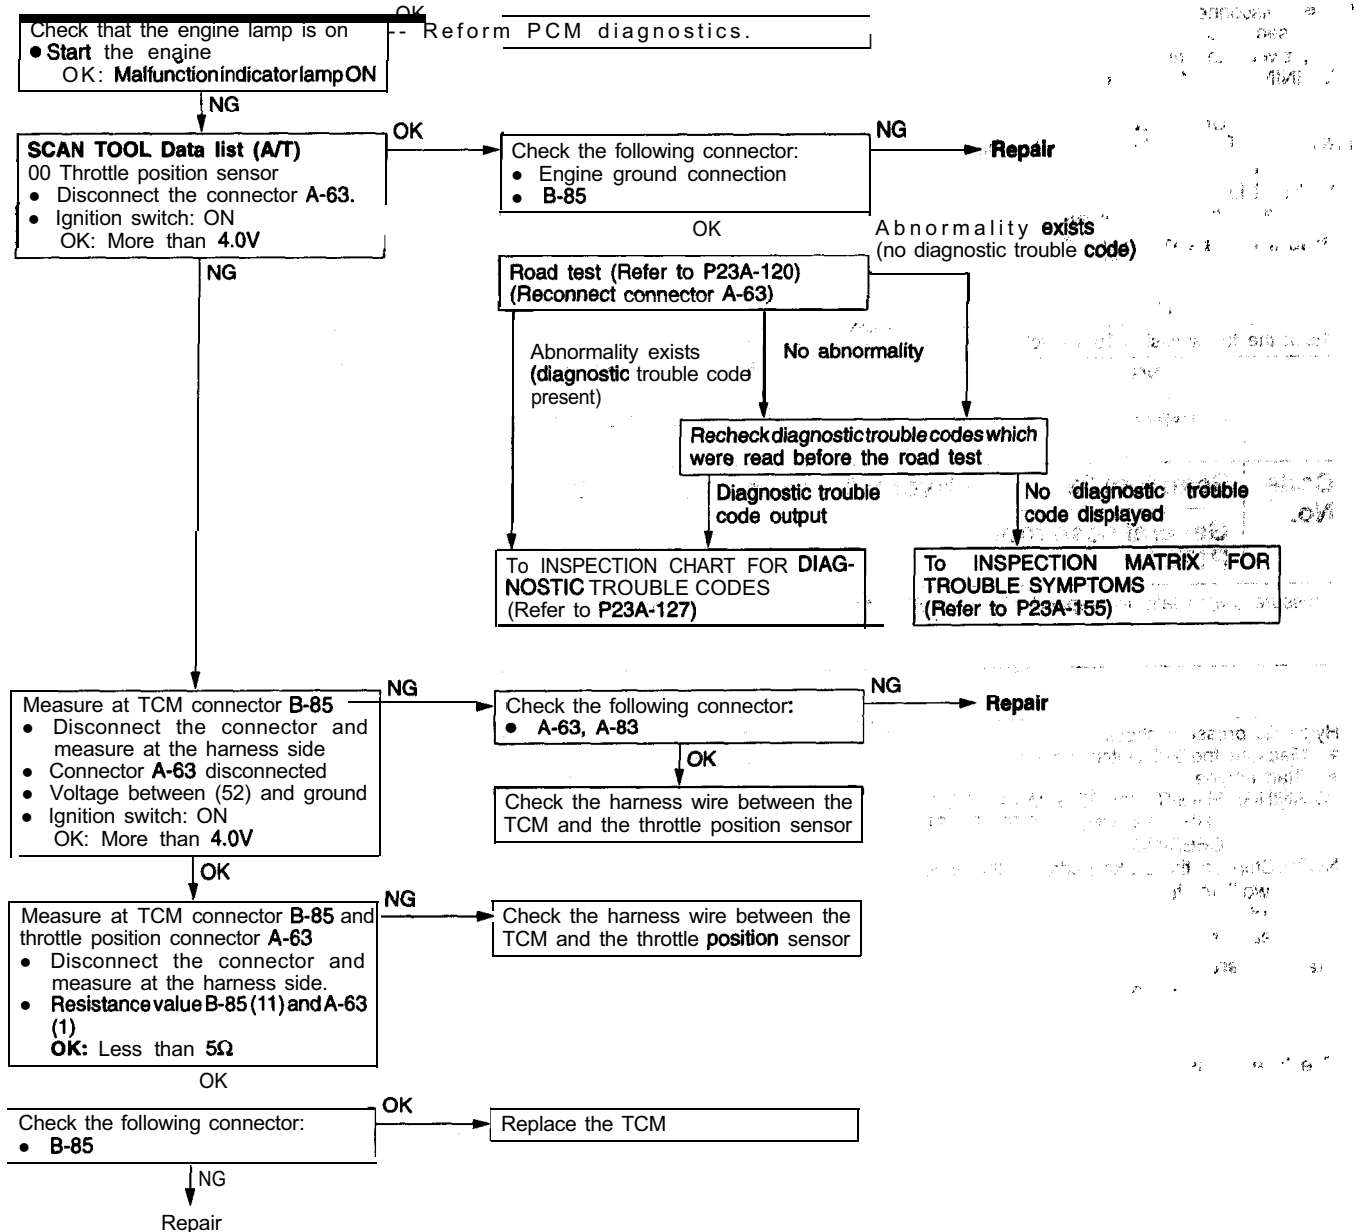 OK
Check that the engine lamp is on
● Start the engine
OK: Malfunction indicator lamp ON
-- Reform PCM diagnostics.
NG
SCAN TOOL Data list (A/T)
00 Throttle position sensor
● Disconnect the connector A-63.
● Ignition switch: ON
OK: More than 4.0V
OK
Check the following connector:
● Engine ground connection
● B-85
NG
Repair
NG
OK
Abnormality exists
(no diagnostic trouble code)
Road test (Refer to P23A-120)
(Reconnect connector A-63)
Abnormality exists
(diagnostic trouble code
present)
No abnormality
Recheck diagnostic trouble codes which
were read before the road test
Diagnostic trouble
code output
No diagnostic trouble
code displayed
To INSPECTION CHART FOR DIAG-
NOSTIC TROUBLE CODES
(Refer to P23A-127)
To INSPECTION MATRIX FOR
TROUBLE SYMPTOMS
(Refer to P23A-155)
Measure at TCM connector B-85
● Disconnect the connector and
measure at the harness side
● Connector A-63 disconnected
● Voltage between (52) and ground
● Ignition switch: ON
OK: More than 4.0V
NG
Check the following connector:
● A-63, A-83
NG
Repair
OK
Check the harness wire between the
TCM and the throttle position sensor
OK
Measure at TCM connector B-85 and
throttle position connector A-63
● Disconnect the connector and
measure at the harness side.
● Resistance value B-85 (11) and A-63
(1)
OK: Less than 5Ω
NG
Check the harness wire between the
TCM and the throttle position sensor
OK
Check the following connector:
● B-85
OK
Replace the TCM
NG
Repair